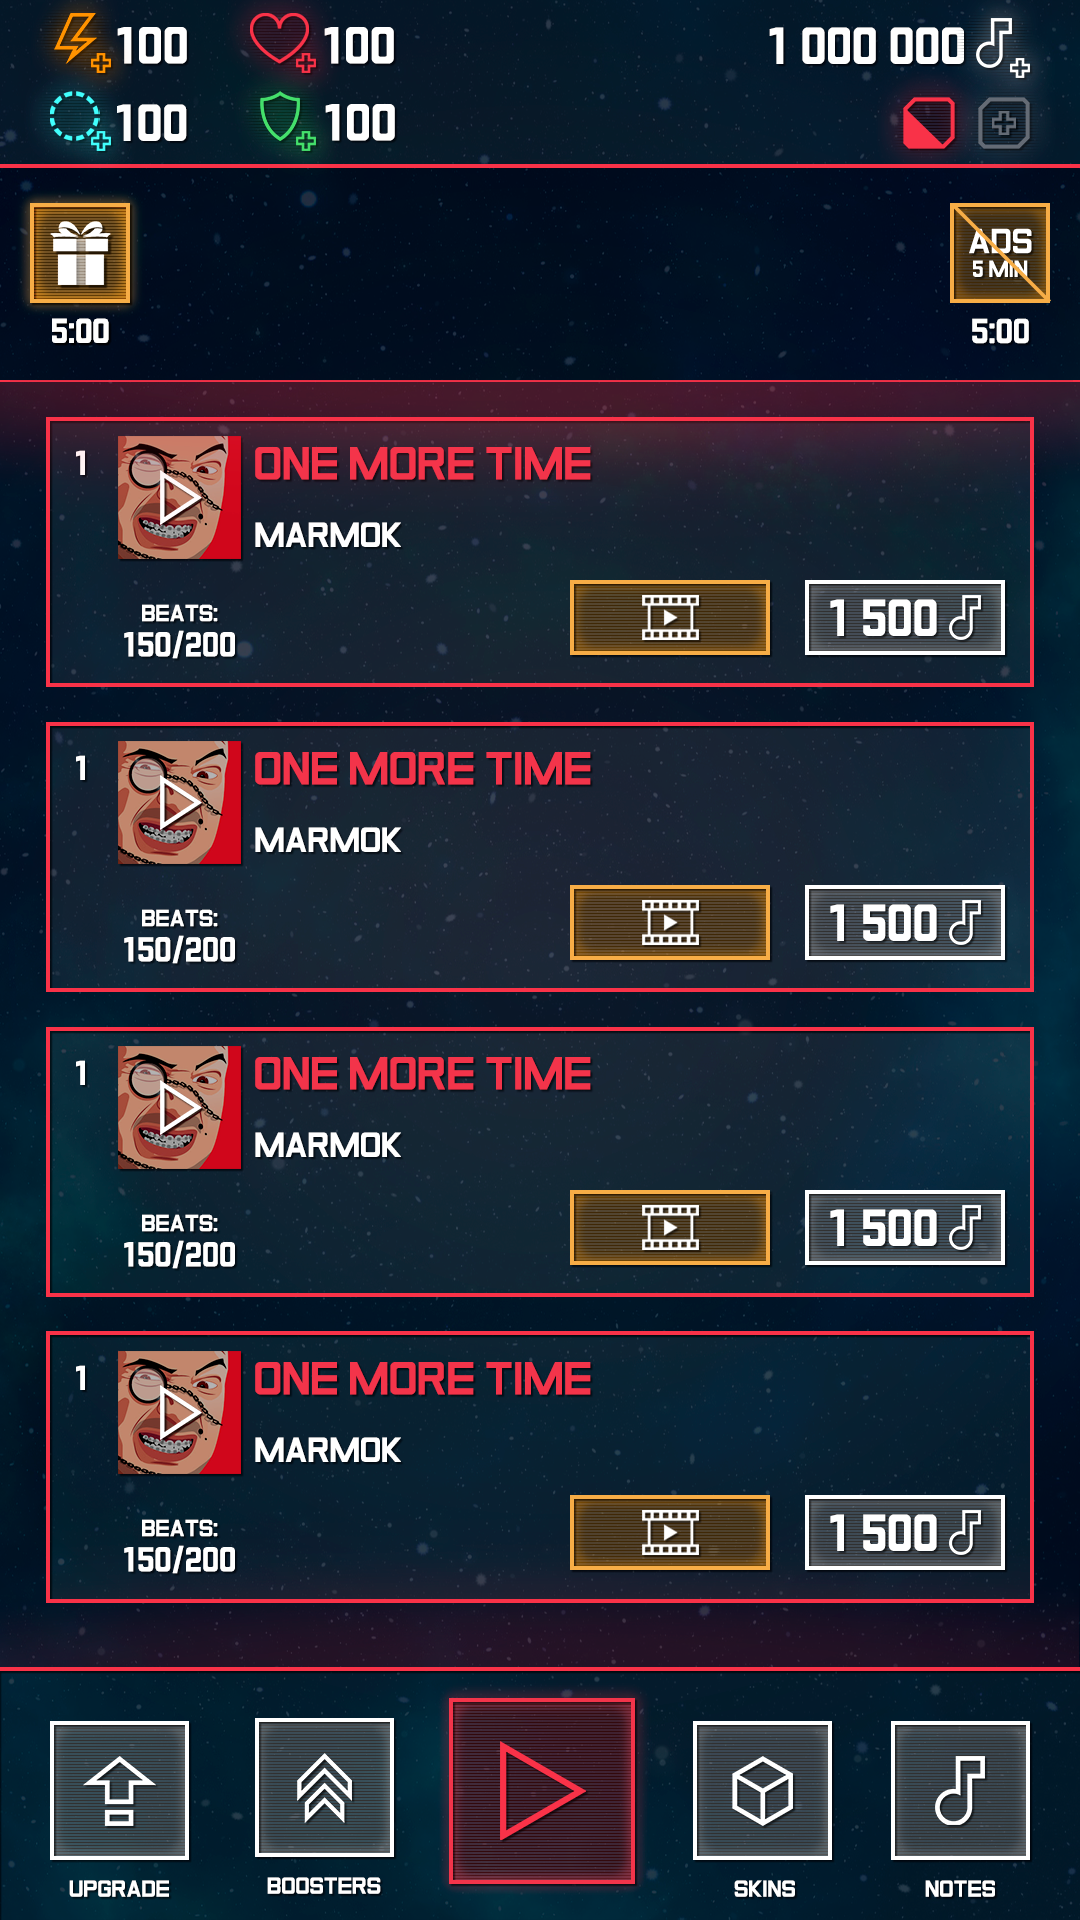 100 100 1 000 000
100 100
ADS
5 MIN
5:00 5:00
1 ONE MORE TIME
MARMOK
BEATS:
150/200
1 500
1 ONE MORE TIME
MARMOK
BEATS:
150/200
1 500
1 ONE MORE TIME
MARMOK
BEATS:
150/200
1 500
1 ONE MORE TIME
MARMOK
BEATS:
150/200
1 500
UPGRADE BOOSTERS SKINS NOTES